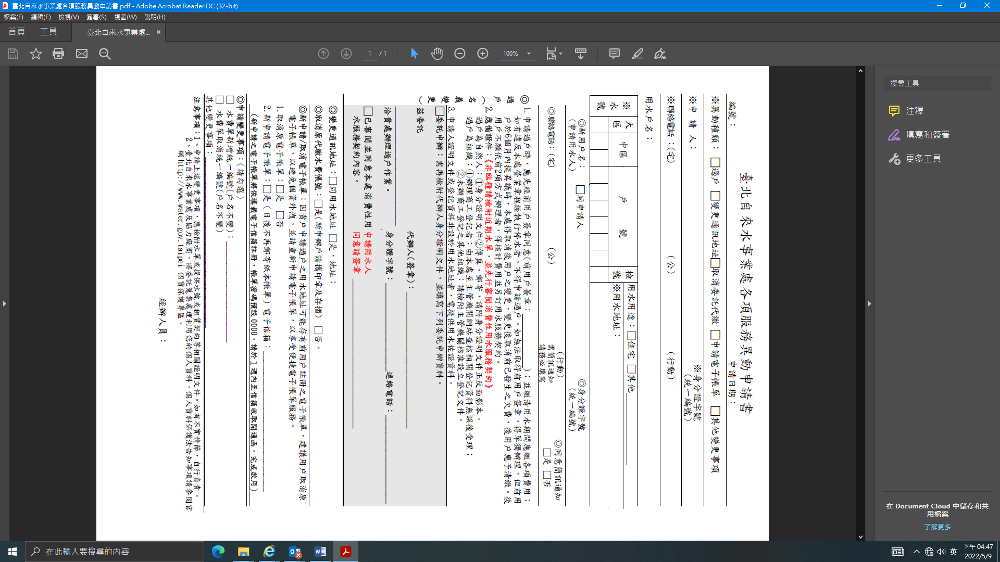 臺北自來水事業處各項服務異動申請書.pdf - Adobe Acrobat Reader DC (32-bit)
檔案(F) 編輯(E) 檢視(V) 簽署(S) 視窗(W) 說明(H)
首頁 工具 臺北自來水事業處... ×
1 / 1 100%
臺北自來水事業處各項服務異動申請書
編號： 申請日期：
※異動種類：□過戶 □變更通訊地址□取消委託代繳 □申請電子帳單 □其他變更事項
※申 請 人： ※身分證字號
(統一編號)
※聯絡電話：(宅) (公) (行動)
用水戶名：
※水號 大區 中區 戶號 檢號 用水用途：□住宅 □其他
※用水地址：
◎新用戶名：
(申請用水人) □同申請人 ◎身分證字號
(統一編號)
◎聯絡電話：(宅) (公) (行動)
需簡訊通知
請務必填寫
◎同意簡訊通知
□是 □否
◎過戶(名義變更)
1. 申請過戶時，應先經前用戶簽章同意(前用戶簽章： )；並繳清用水期間應繳各項費用；
如有違反本處營業章程經執行停水者，不得申請過戶。如無法取得前用戶簽章，得單獨辦理，但前用
戶於6個月內提異議時，本處得取消後用戶之變更，變更後取消前已發生之欠費，後用戶應予清繳。後
用戶不願依前2項方式辦理者，得核計費用並另訂用水服務契約。
2. 應備證件：《非臨櫃請檢附近期水單，並先行審閱消費性用水服務契約》
過戶為自然人：①身分證明文件②傳真、郵寄，請附身分證明文件正反面影本。
過戶為組織：①辦理商工登記者：由本處至主管機關網站查核相關登記資料無誤後受理；
②未辦商工登記之其他組織：請檢附主管機關核准設立登記文件。
3. 申請人證明文件或登記資料非設於用水地址者，需提供用水佐證資料。
□委託申辦：需再檢附代辦人身分證明文件，並填寫下列委託申辦資料。
茲委託 代辦人(簽章)：
洽貴處辦理過戶作業。 身分證字號： 連絡電話：
□已審閱並同意本處消費性用 申請用水人
水服務契約內容。 同意請簽章
◎變更通訊地址：□同用水地址 □是，地址：
◎取消原代繳水費帳號：□是(新申辦戶請攜印章及存摺) □否。
◎新申請/取消電子帳單：因貴戶申請過戶之用水地址可能存有前用戶註冊之電子帳單，建議用戶取消原
電子帳單，以避免個資外洩，並請重新申請電子帳單，以享受便捷電子帳單服務。
1. 取消原電子帳單：□是 □否
2. 新申請電子帳單：□是(日後不再郵寄紙本帳單)電子信箱：
(新申請之電子帳單將依填載電子信箱註冊，帳單密碼預設0000，請於1週內至信箱收取開通函，完成啟用)
◎申請變更事項：(請勾選)
□ 水費單新增統一編號(戶名不變)：
□ 水費單取消統一編號(戶名不變)
其他變更事項：
注意事項：1、申請上述變更事項，應檢附水單或提供水號或租賃契約等相關證明文件。如有不實情節，自行負責。
2、臺北自來水事業處及協力廠商，將委託蒐集處理利用您的個人資料，個人資料保護法告知事項請參閱官
網http://www.water.gov.taipei 個資保護專區。
經辦人員：
搜尋工具
注釋
填寫和簽署
更多工具
在 Document Cloud 中儲存和共
用檔案
了解更多
在此輸入要搜尋的內容
英
下午 04:47
2022/5/9